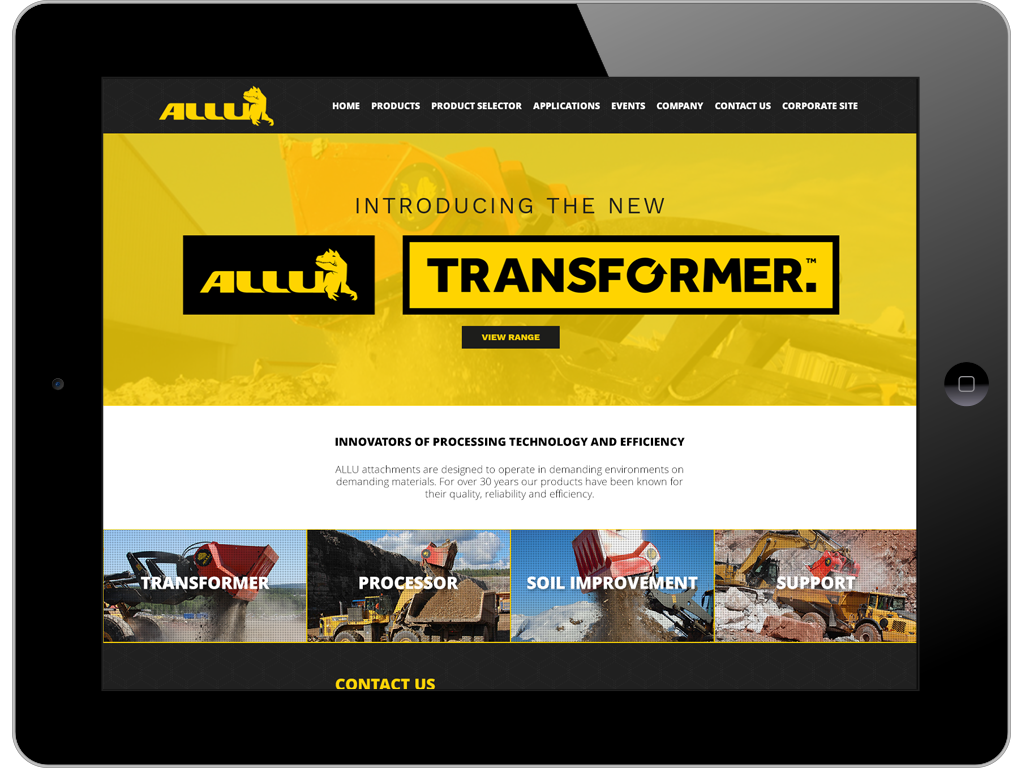 ALLU
HOME PRODUCTS PRODUCT SELECTOR APPLICATIONS EVENTS COMPANY CONTACT US CORPORATE SITE
INTRODUCING THE NEW
ALLU TRANSFORMER.™
VIEW RANGE
INNOVATORS OF PROCESSING TECHNOLOGY AND EFFICIENCY
ALLU attachments are designed to operate in demanding environments on
demanding materials. For over 30 years our products have been known for
their quality, reliability and efficiency.
TRANSFORMER PROCESSOR SOIL IMPROVEMENT SUPPORT
CONTACT US